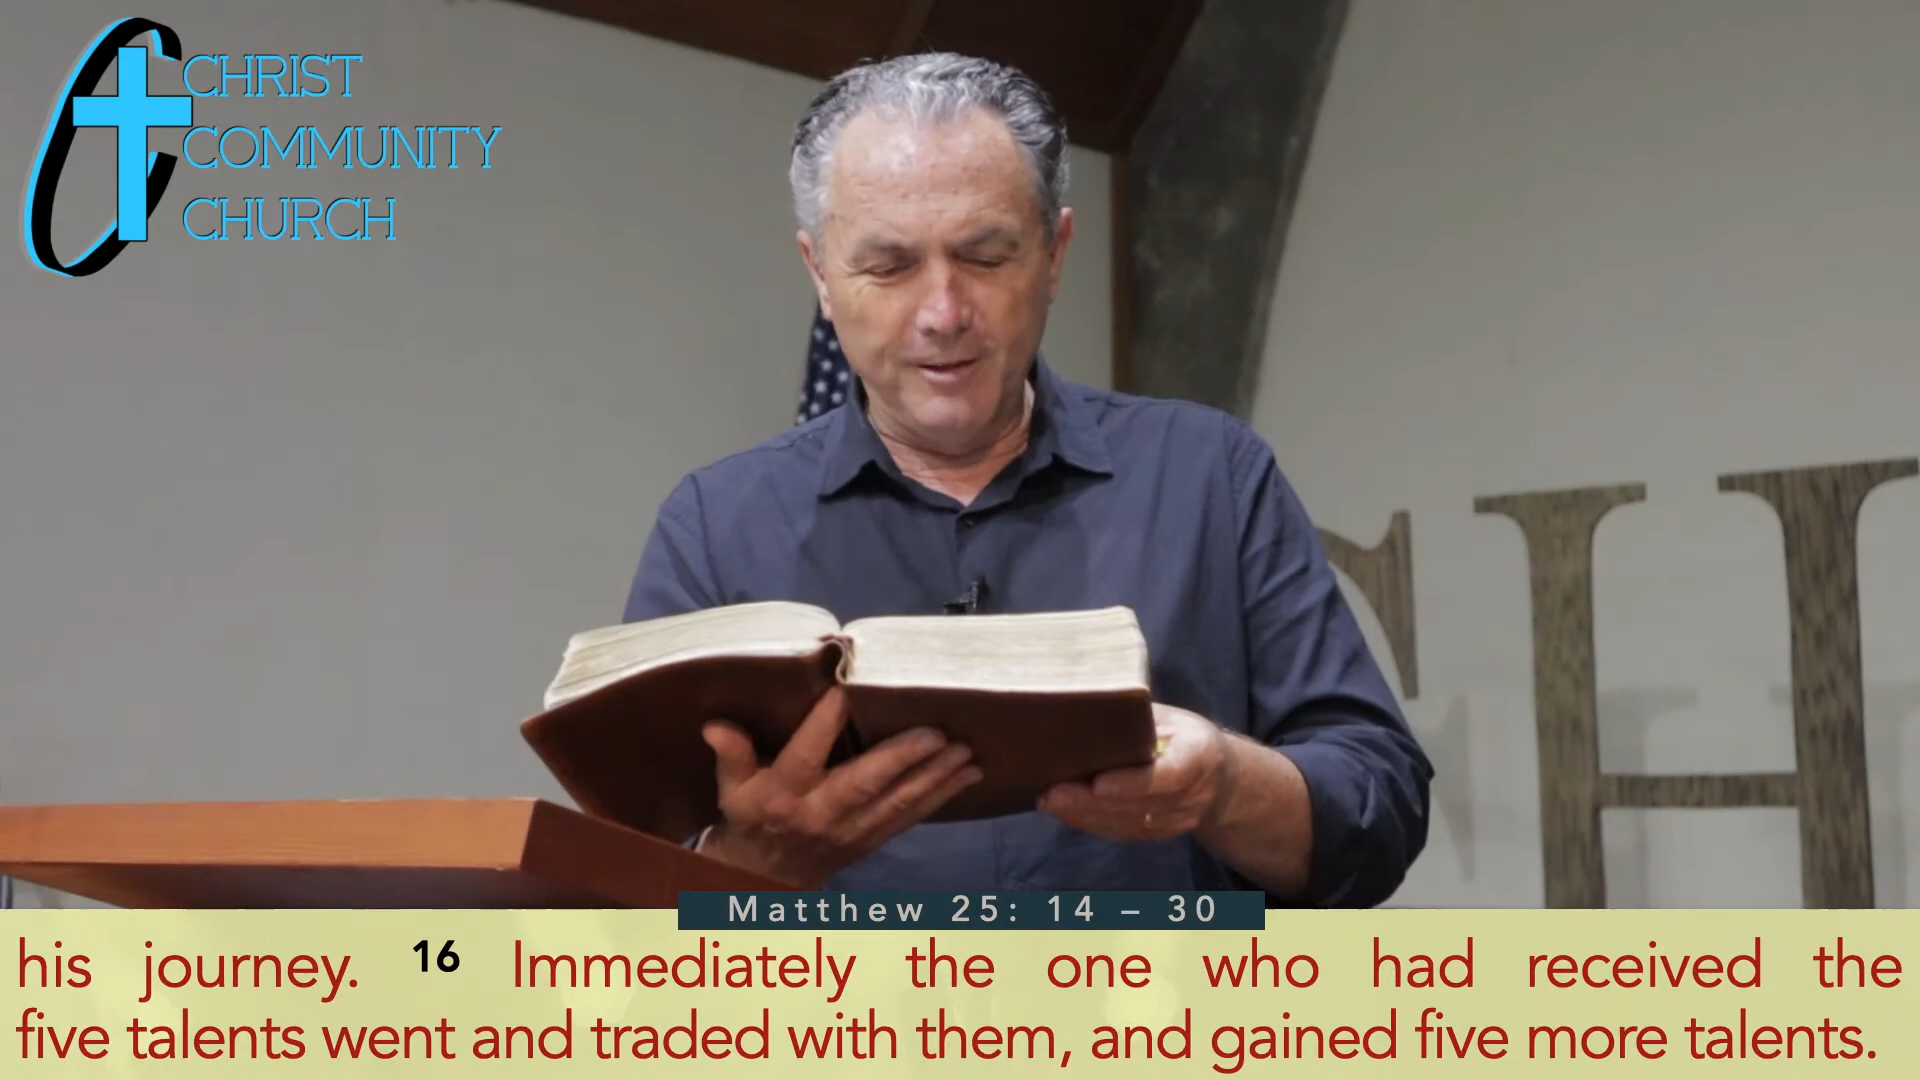 CHRIST
COMMUNITY
CHURCH
CH
Matthew 25: 14 – 30
his journey. 16 Immediately the one who had received the
five talents went and traded with them, and gained five more talents.